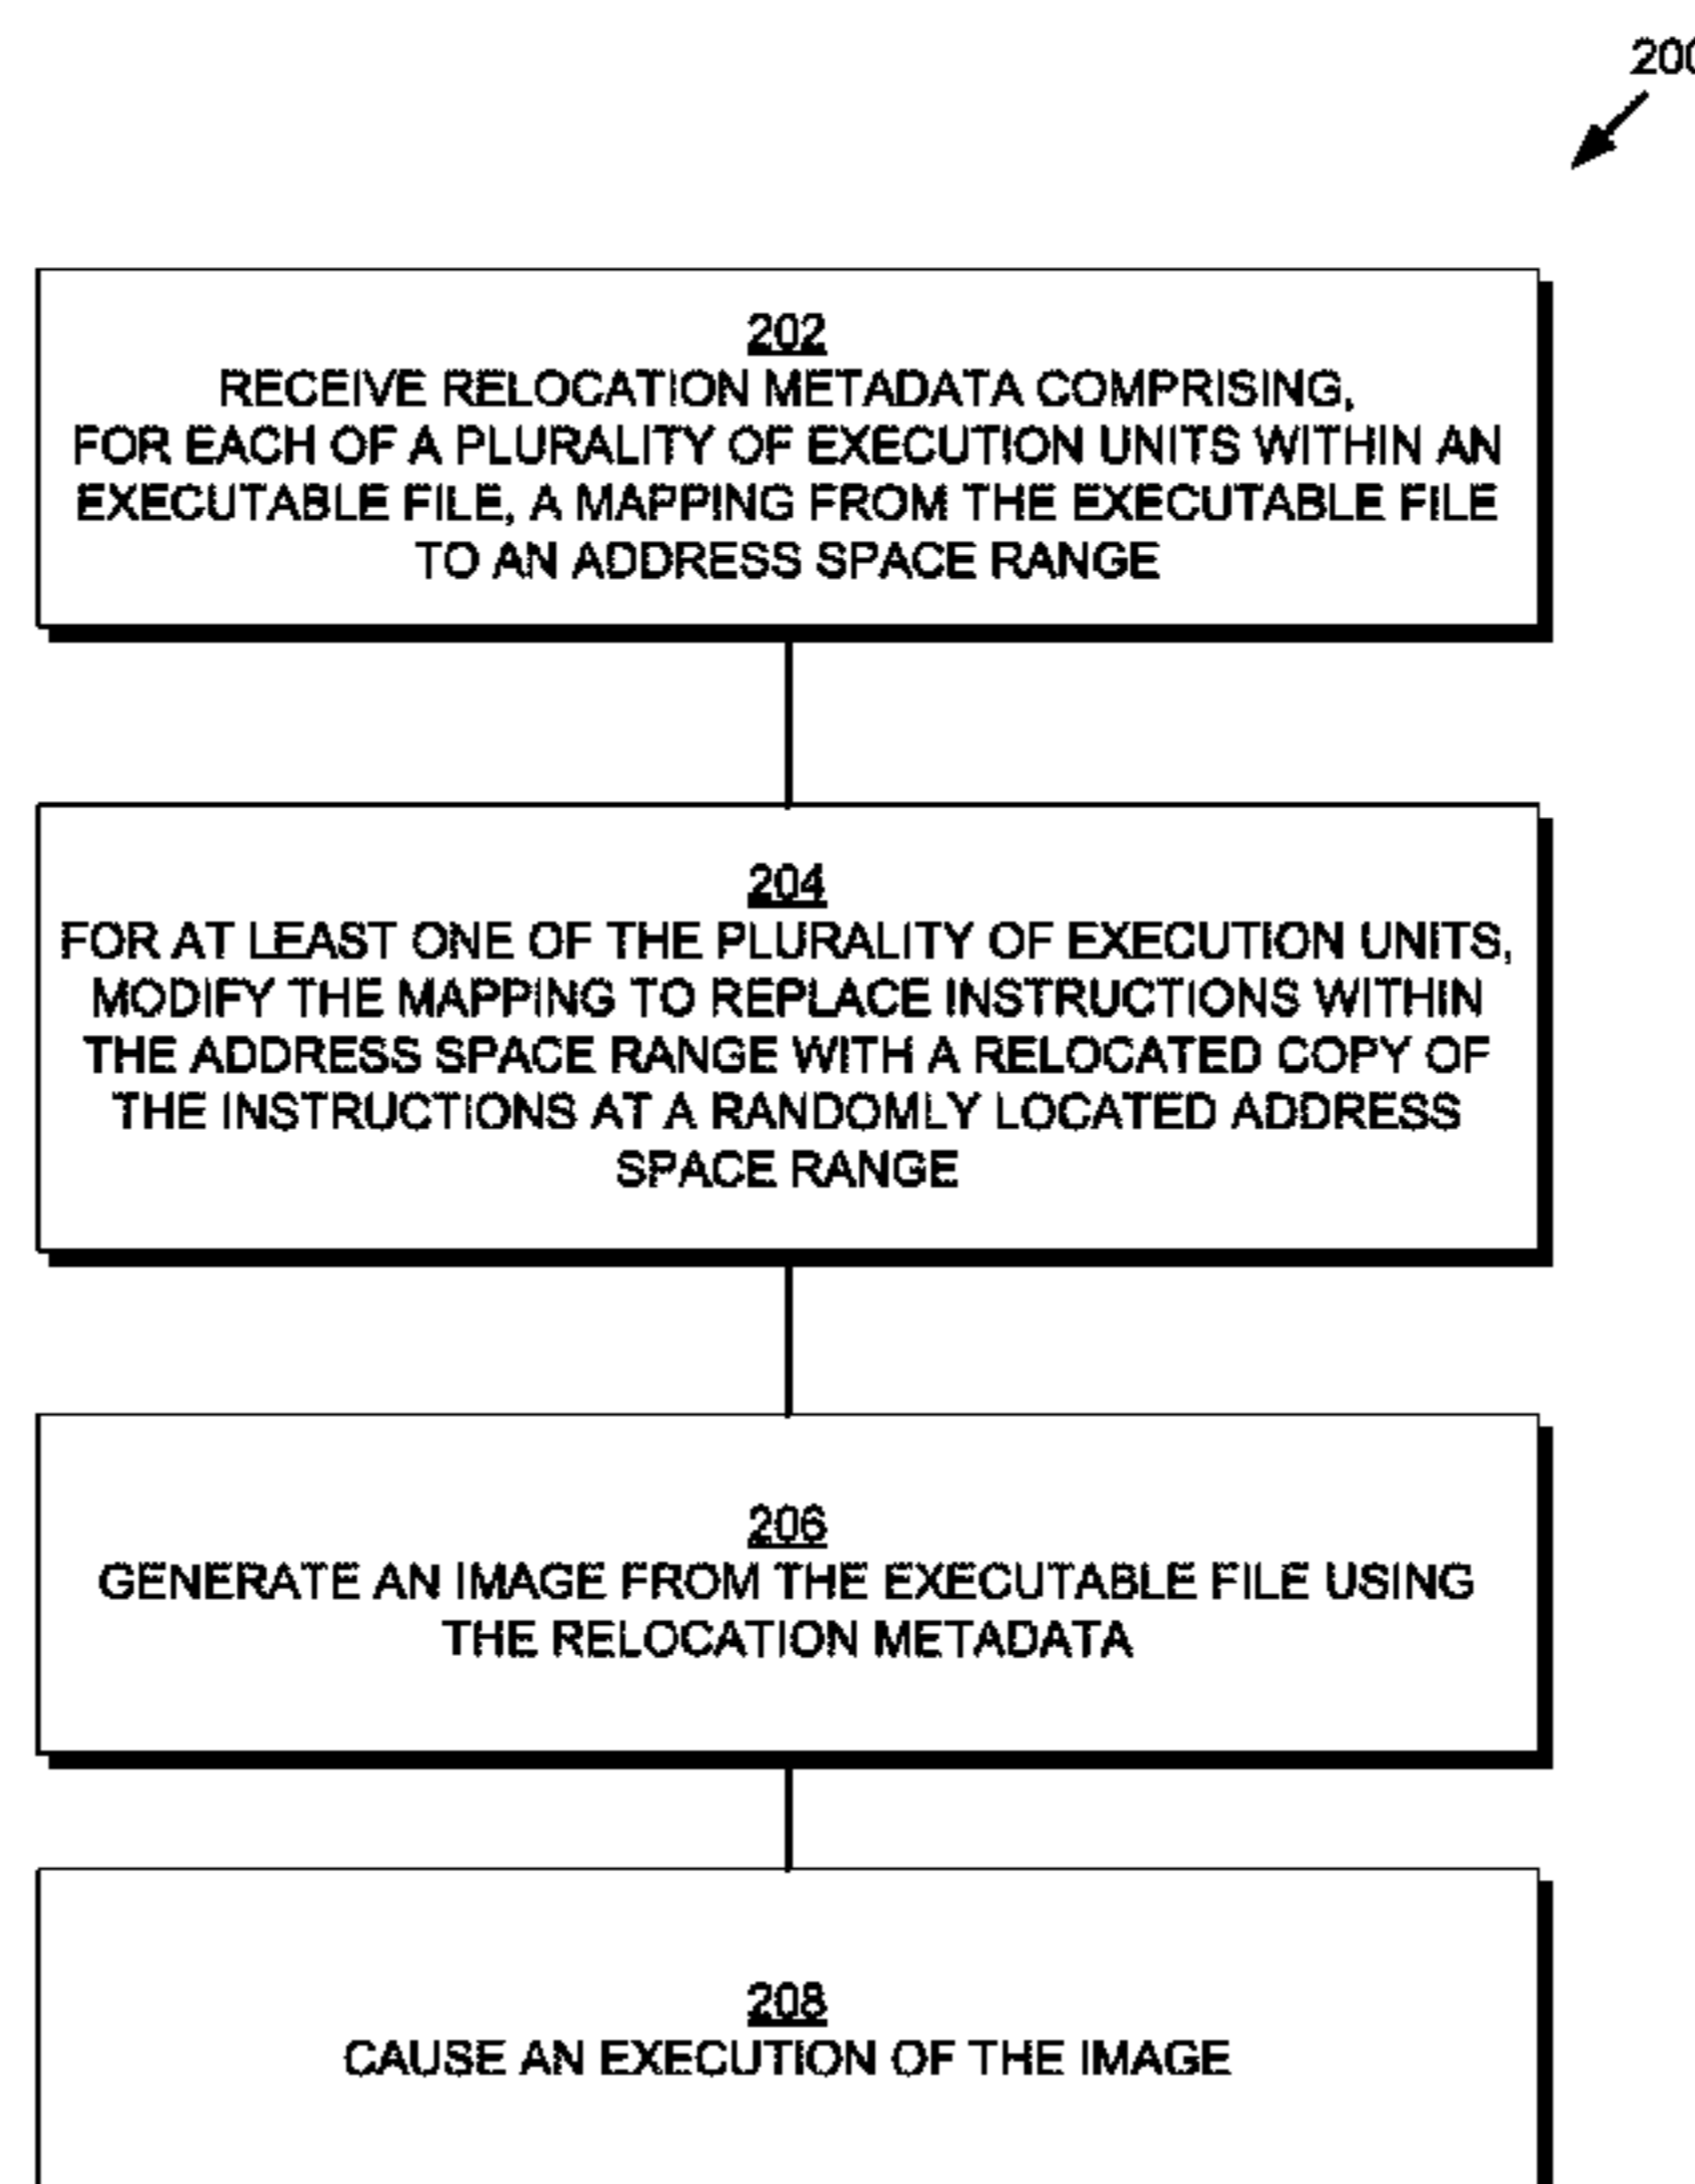 200
202
RECEIVE RELOCATION METADATA COMPRISING,
FOR EACH OF A PLURALITY OF EXECUTION UNITS WITHIN AN
EXECUTABLE FILE, A MAPPING FROM THE EXECUTABLE FILE
TO AN ADDRESS SPACE RANGE
204
FOR AT LEAST ONE OF THE PLURALITY OF EXECUTION UNITS,
MODIFY THE MAPPING TO REPLACE INSTRUCTIONS WITHIN
THE ADDRESS SPACE RANGE WITH A RELOCATED COPY OF
THE INSTRUCTIONS AT A RANDOMLY LOCATED ADDRESS
SPACE RANGE
206
GENERATE AN IMAGE FROM THE EXECUTABLE FILE USING
THE RELOCATION METADATA
208
CAUSE AN EXECUTION OF THE IMAGE